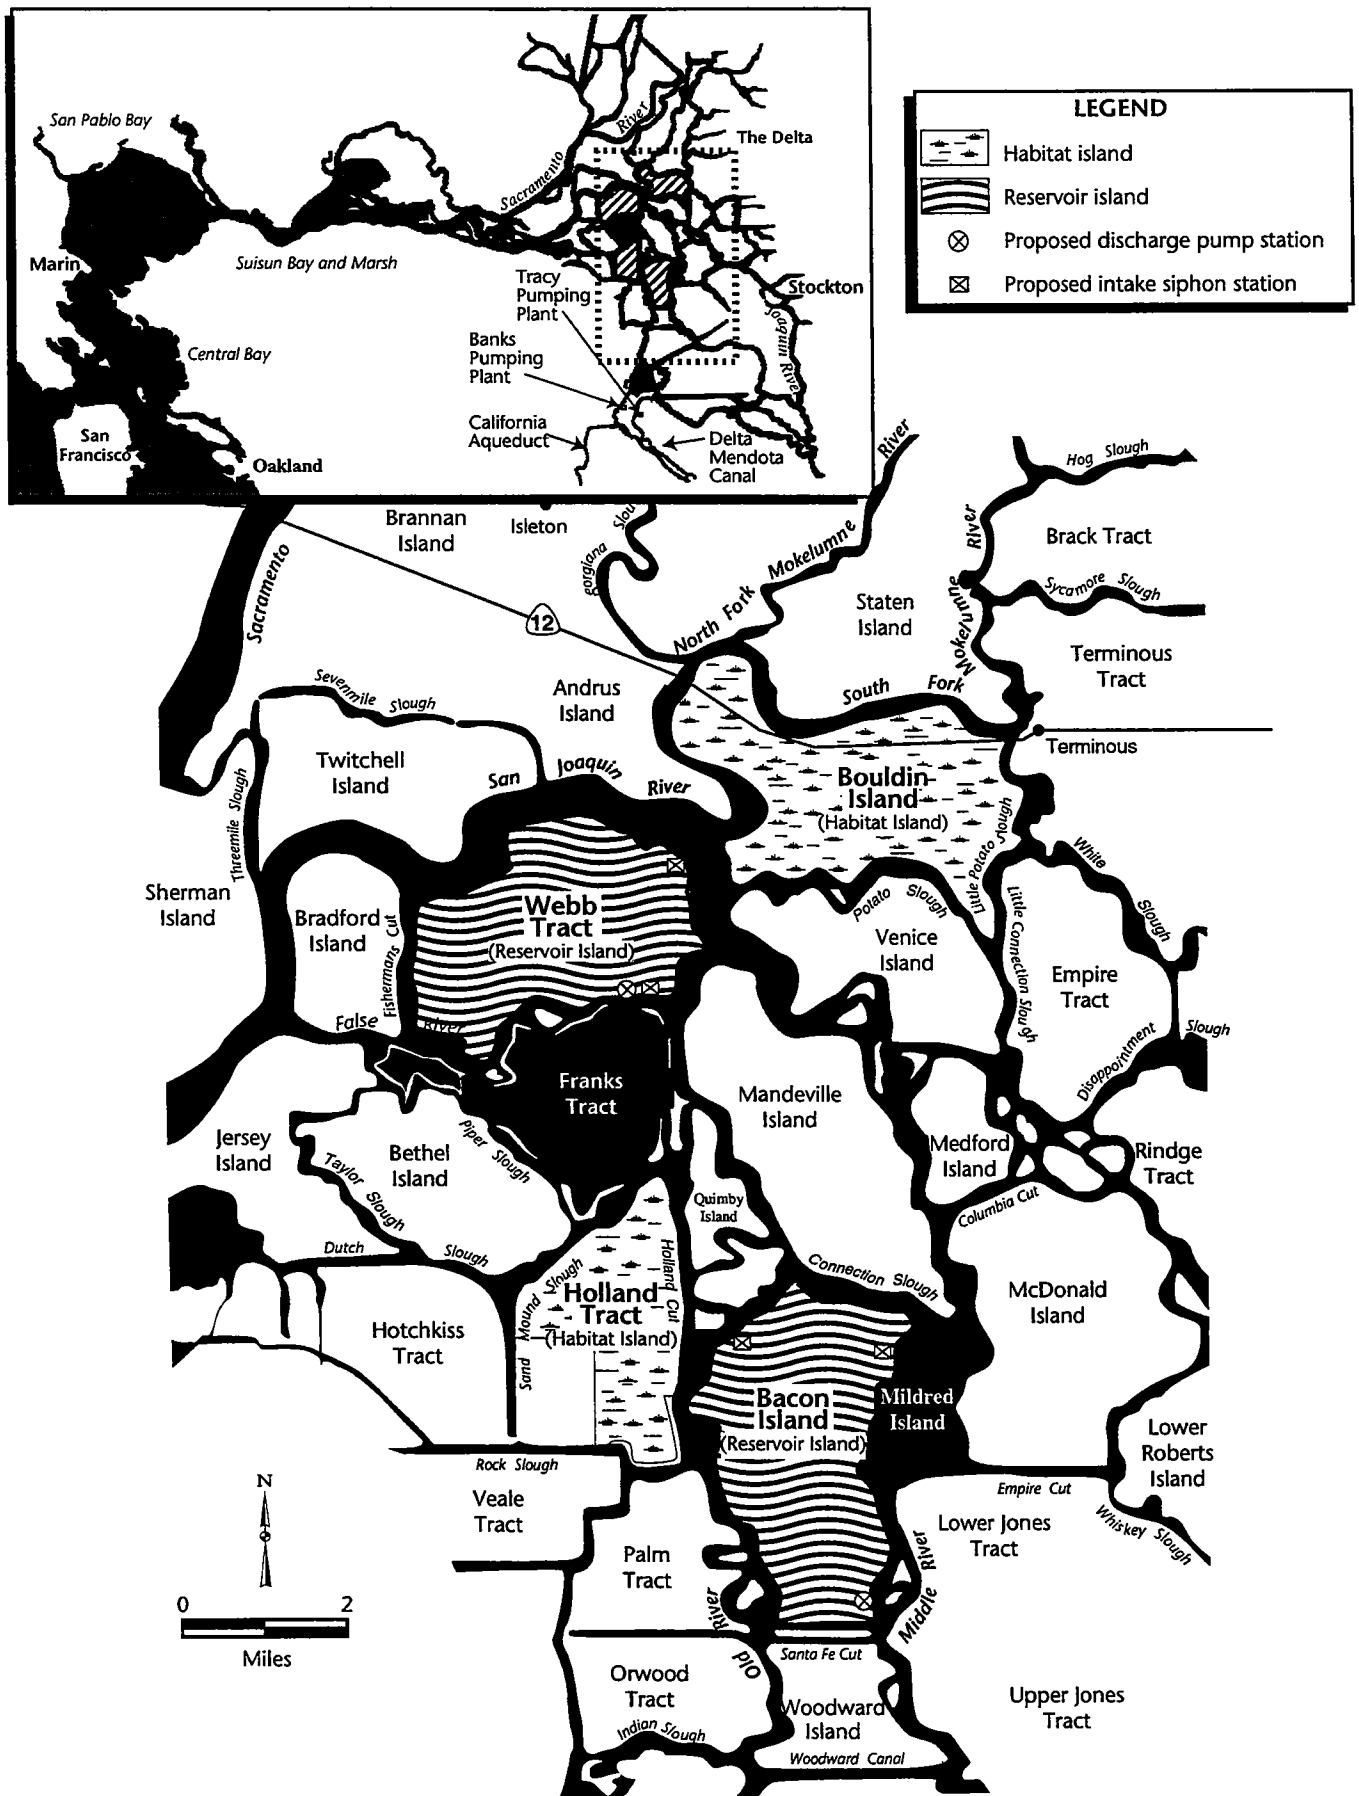 San Pablo Bay
River
The Delta
Sacramento
Marin
Suisun Bay and Marsh
Tracy
Pumping
Plant
Stockton
Joaquin River
Banks
Pumping
Plant
Central Bay
California
Aqueduct
San
Francisco
Oakland
Delta
Mendota
Canal
LEGEND
Habitat island
Reservoir island
Proposed discharge pump station
Proposed intake siphon station
Brannan
Island
Isleton
Slou
eorgiana
North Fork Mokelumne River
Hog Slough
River
Mokelumne
Brack Tract
Sycamore Slough
Sacramento
12
Staten
Island
Terminous
Tract
South Fork
Andrus
Island
Sevenmile Slough
Terminous
Twitchell
Island
San Joaquin River
Bouldin
Island
(Habitat Island)
Threemile Slough
Little Potato Slough
White Slough
Sherman
Island
Bradford
Island
Fishermans Cut
Webb
Tract
(Reservoir Island)
Potato Slough
Venice
Island
Little Connection Slough
Empire
Tract
False River
Disappointment Slough
Franks
Tract
Mandeville
Island
Jersey
Island
Bethel
Island
Piper Slough
Taylor Slough
Medford
Island
Rindge
Tract
Quimby
Island
Columbia Cut
Dutch Slough
Holland Cut
Connection Slough
Sand Mound Slough
Holland
Tract
(Habitat Island)
McDonald
Island
Hotchkiss
Tract
Bacon
Island
(Reservoir Island)
Mildred
Island
Lower
Roberts
Island
Rock Slough
Empire Cut
Whiskey Slough
Veale
Tract
N
Lower Jones
Tract
Palm
Tract
Middle River
Old River
0 2
Miles
Santa Fe Cut
Orwood
Tract
Woodward
Island
Upper Jones
Tract
Indian Slough
Woodward Canal